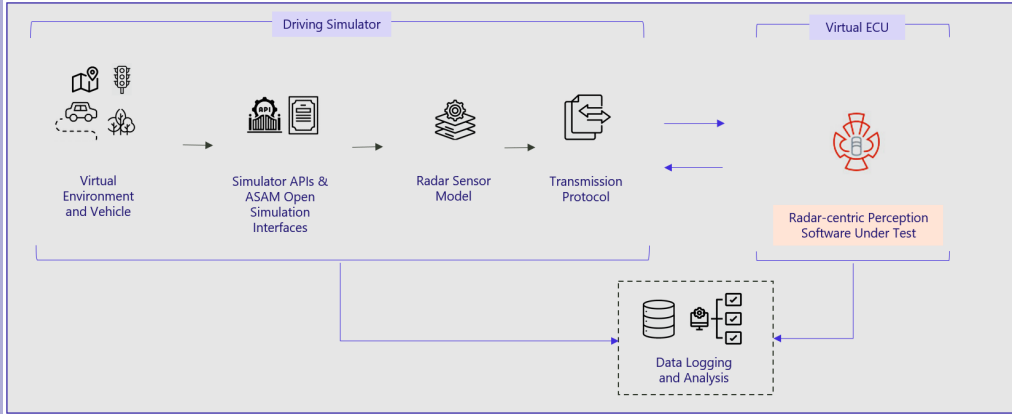 Driving Simulator
Virtual ECU
API
Virtual
Environment
and Vehicle
Simulator APIs &
ASAM Open
Simulation
Interfaces
Radar Sensor
Model
Transmission
Protocol
Radar-centric Perception
Software Under Test
Data Logging
and Analysis